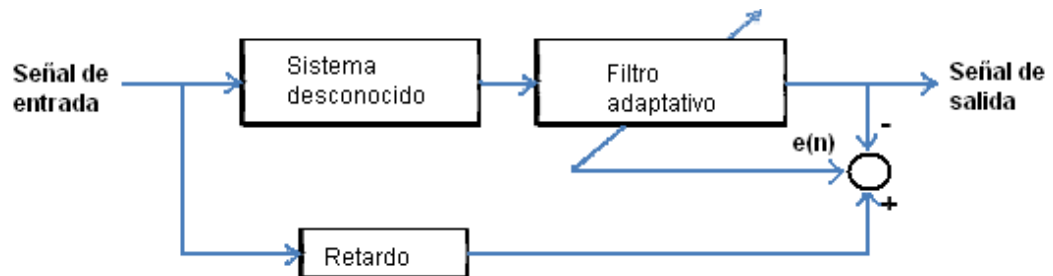 Señal de
entrada
Sistema
desconocido
Filtro
adaptativo
Señal de
salida
-
e(n)
+
Retardo